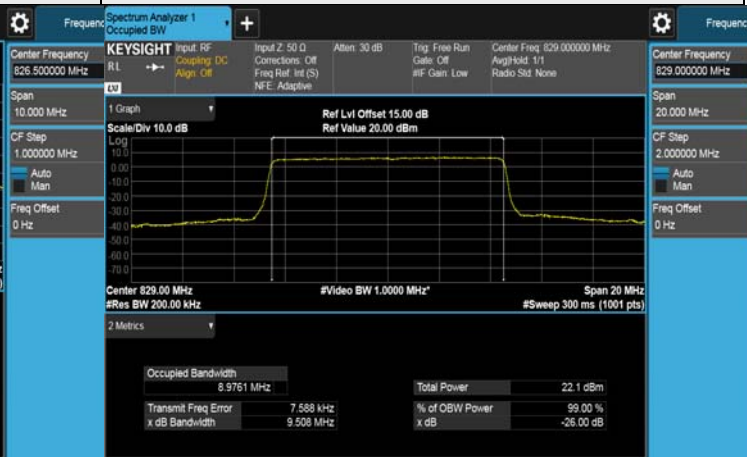 Frequenc
Center Frequency
826.500000 MHz
Span
10.000 MHz
CF Step
1.000000 MHz
Auto
Man
Freq Offset
0 Hz
Spectrum Analyzer 1
Occupied BW
KEYSIGHT
RL
Input: RF
Coupling: DC
Align: Off
Input Z: 50 Ω
Corrections: Off
Freq Ref: Int (S)
NFE: Adaptive
Atten: 30 dB
Trig: Free Run
Gate: Off
#IF Gain: Low
Center Freq: 829.000000 MHz
Avg|Hold: 1/1
Radio Std: None
1 Graph
Scale/Div 10.0 dB
Ref Lvl Offset 15.00 dB
Ref Value 20.00 dBm
Log
10.0
0.00
-10.0
-20.0
-30.0
-40.0
-50.0
-60.0
-70.0
Center 829.00 MHz
#Res BW 200.00 kHz
#Video BW 1.0000 MHz*
Span 20 MHz
#Sweep 300 ms (1001 pts)
2 Metrics
Occupied Bandwidth
8.9761 MHz
Transmit Freq Error 7.588 kHz
x dB Bandwidth 9.508 MHz
Total Power 22.1 dBm
% of OBW Power 99.00 %
x dB -26.00 dB
Frequenc
Center Frequency
829.000000 MHz
Span
20.000 MHz
CF Step
2.000000 MHz
Auto
Man
Freq Offset
0 Hz